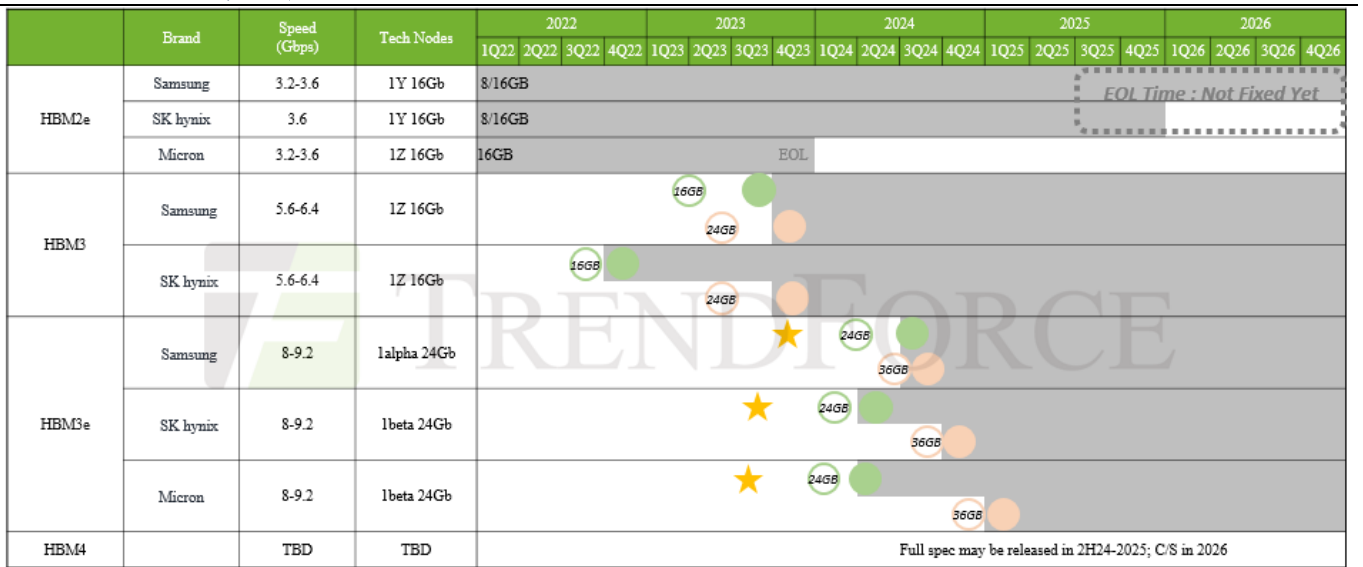 Brand Speed (Gbps) Tech Nodes 2022 2023 2024 2025 2026
1Q22 2Q22 3Q22 4Q22 1Q23 2Q23 3Q23 4Q23 1Q24 2Q24 3Q24 4Q24 1Q25 2Q25 3Q25 4Q25 1Q26 2Q26 3Q26 4Q26
HBM2e
Samsung 3.2-3.6 1Y 16Gb 8/16GB
EOL Time : Not Fixed Yet
SK hynix 3.6 1Y 16Gb 8/16GB
Micron 3.2-3.6 1Z 16Gb 16GB EOL
HBM3
Samsung 5.6-6.4 1Z 16Gb 16GB
24GB
SK hynix 5.6-6.4 1Z 16Gb 16GB
24GB
TRENDFORCE
HBM3e
Samsung 8-9.2 1alpha 24Gb 24GB
36GB
SK hynix 8-9.2 1beta 24Gb 24GB
36GB
Micron 8-9.2 1beta 24Gb 24GB
36GB
HBM4 TBD TBD Full spec may be released in 2H24-2025; C/S in 2026